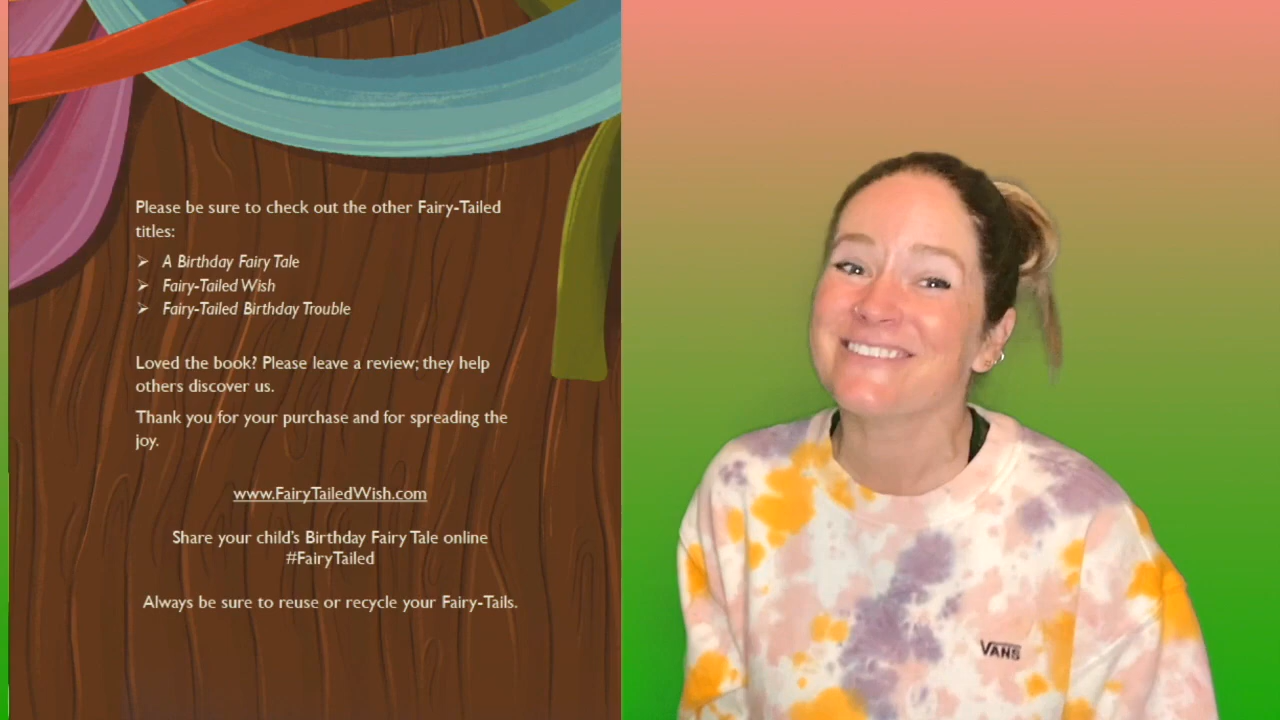 Please be sure to check out the other Fairy-Tailed
titles:
➢ A Birthday Fairy Tale
➢ Fairy-Tailed Wish
➢ Fairy-Tailed Birthday Trouble
Loved the book? Please leave a review; they help
others discover us.
Thank you for your purchase and for spreading the
joy.
www.FairyTailedWish.com
Share your child's Birthday Fairy Tale online
#FairyTailed
Always be sure to reuse or recycle your Fairy-Tails.
VANS